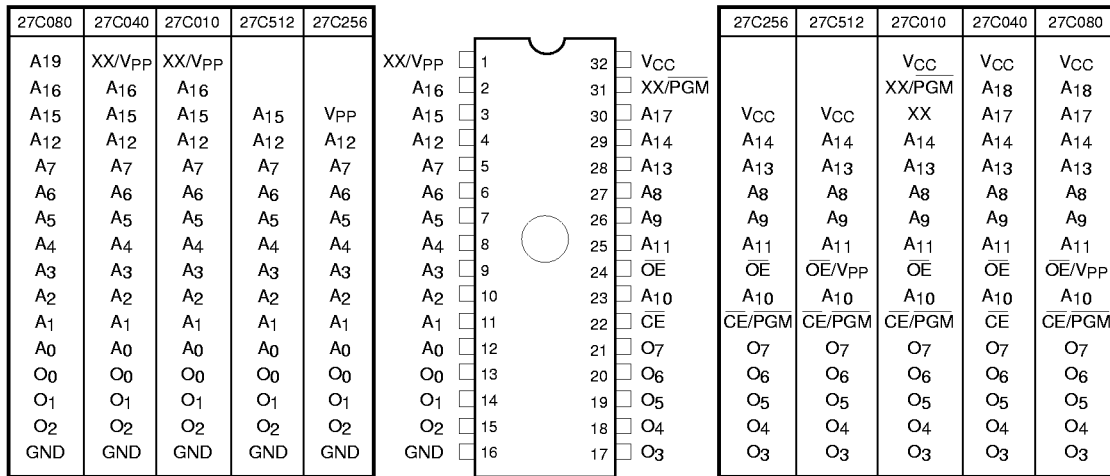 27C080 27C040 27C010 27C512 27C256 27C256 27C512 27C010 27C040 27C080
A19 XX/VPP XX/VPP XX/VPP 1 32 VCC VCC VCC VCC
A16 A16 A16 A16 2 31 XX/PGM XX/PGM A18 A18
A15 A15 A15 A15 VPP A15 3 30 A17 VCC VCC XX A17 A17
A12 A12 A12 A12 A12 A12 4 29 A14 A14 A14 A14 A14 A14
A7 A7 A7 A7 A7 A7 5 28 A13 A13 A13 A13 A13 A13
A6 A6 A6 A6 A6 A6 6 27 A8 A8 A8 A8 A8 A8
A5 A5 A5 A5 A5 A5 7 26 A9 A9 A9 A9 A9 A9
A4 A4 A4 A4 A4 A4 8 25 A11 A11 A11 A11 A11 A11
A3 A3 A3 A3 A3 A3 9 24 OE OE OE/VPP OE OE OE/VPP
A2 A2 A2 A2 A2 A2 10 23 A10 A10 A10 A10 A10 A10
A1 A1 A1 A1 A1 A1 11 22 CE CE/PGM CE/PGM CE/PGM CE CE/PGM
A0 A0 A0 A0 A0 A0 12 21 O7 O7 O7 O7 O7 O7
O0 O0 O0 O0 O0 O0 13 20 O6 O6 O6 O6 O6 O6
O1 O1 O1 O1 O1 O1 14 19 O5 O5 O5 O5 O5 O5
O2 O2 O2 O2 O2 O2 15 18 O4 O4 O4 O4 O4 O4
GND GND GND GND GND GND 16 17 O3 O3 O3 O3 O3 O3